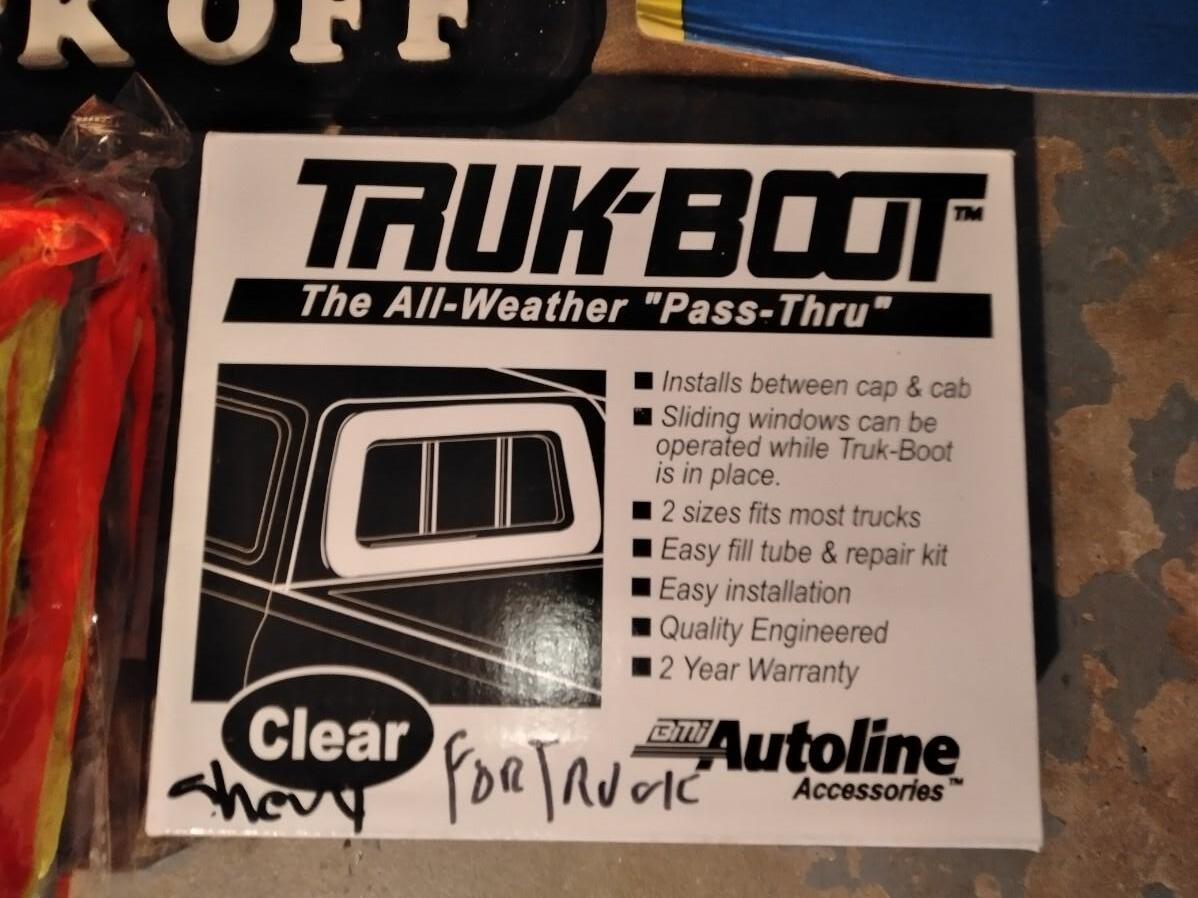 K OFF
TRUK-BOOT™
The All-Weather "Pass-Thru"
■ Installs between cap & cab
■ Sliding windows can be
operated while Truk-Boot
is in place.
■ 2 sizes fits most trucks
■ Easy fill tube & repair kit
■ Easy installation
■ Quality Engineered
■ 2 Year Warranty
Clear
BMi Autoline
Accessories™
For Truck